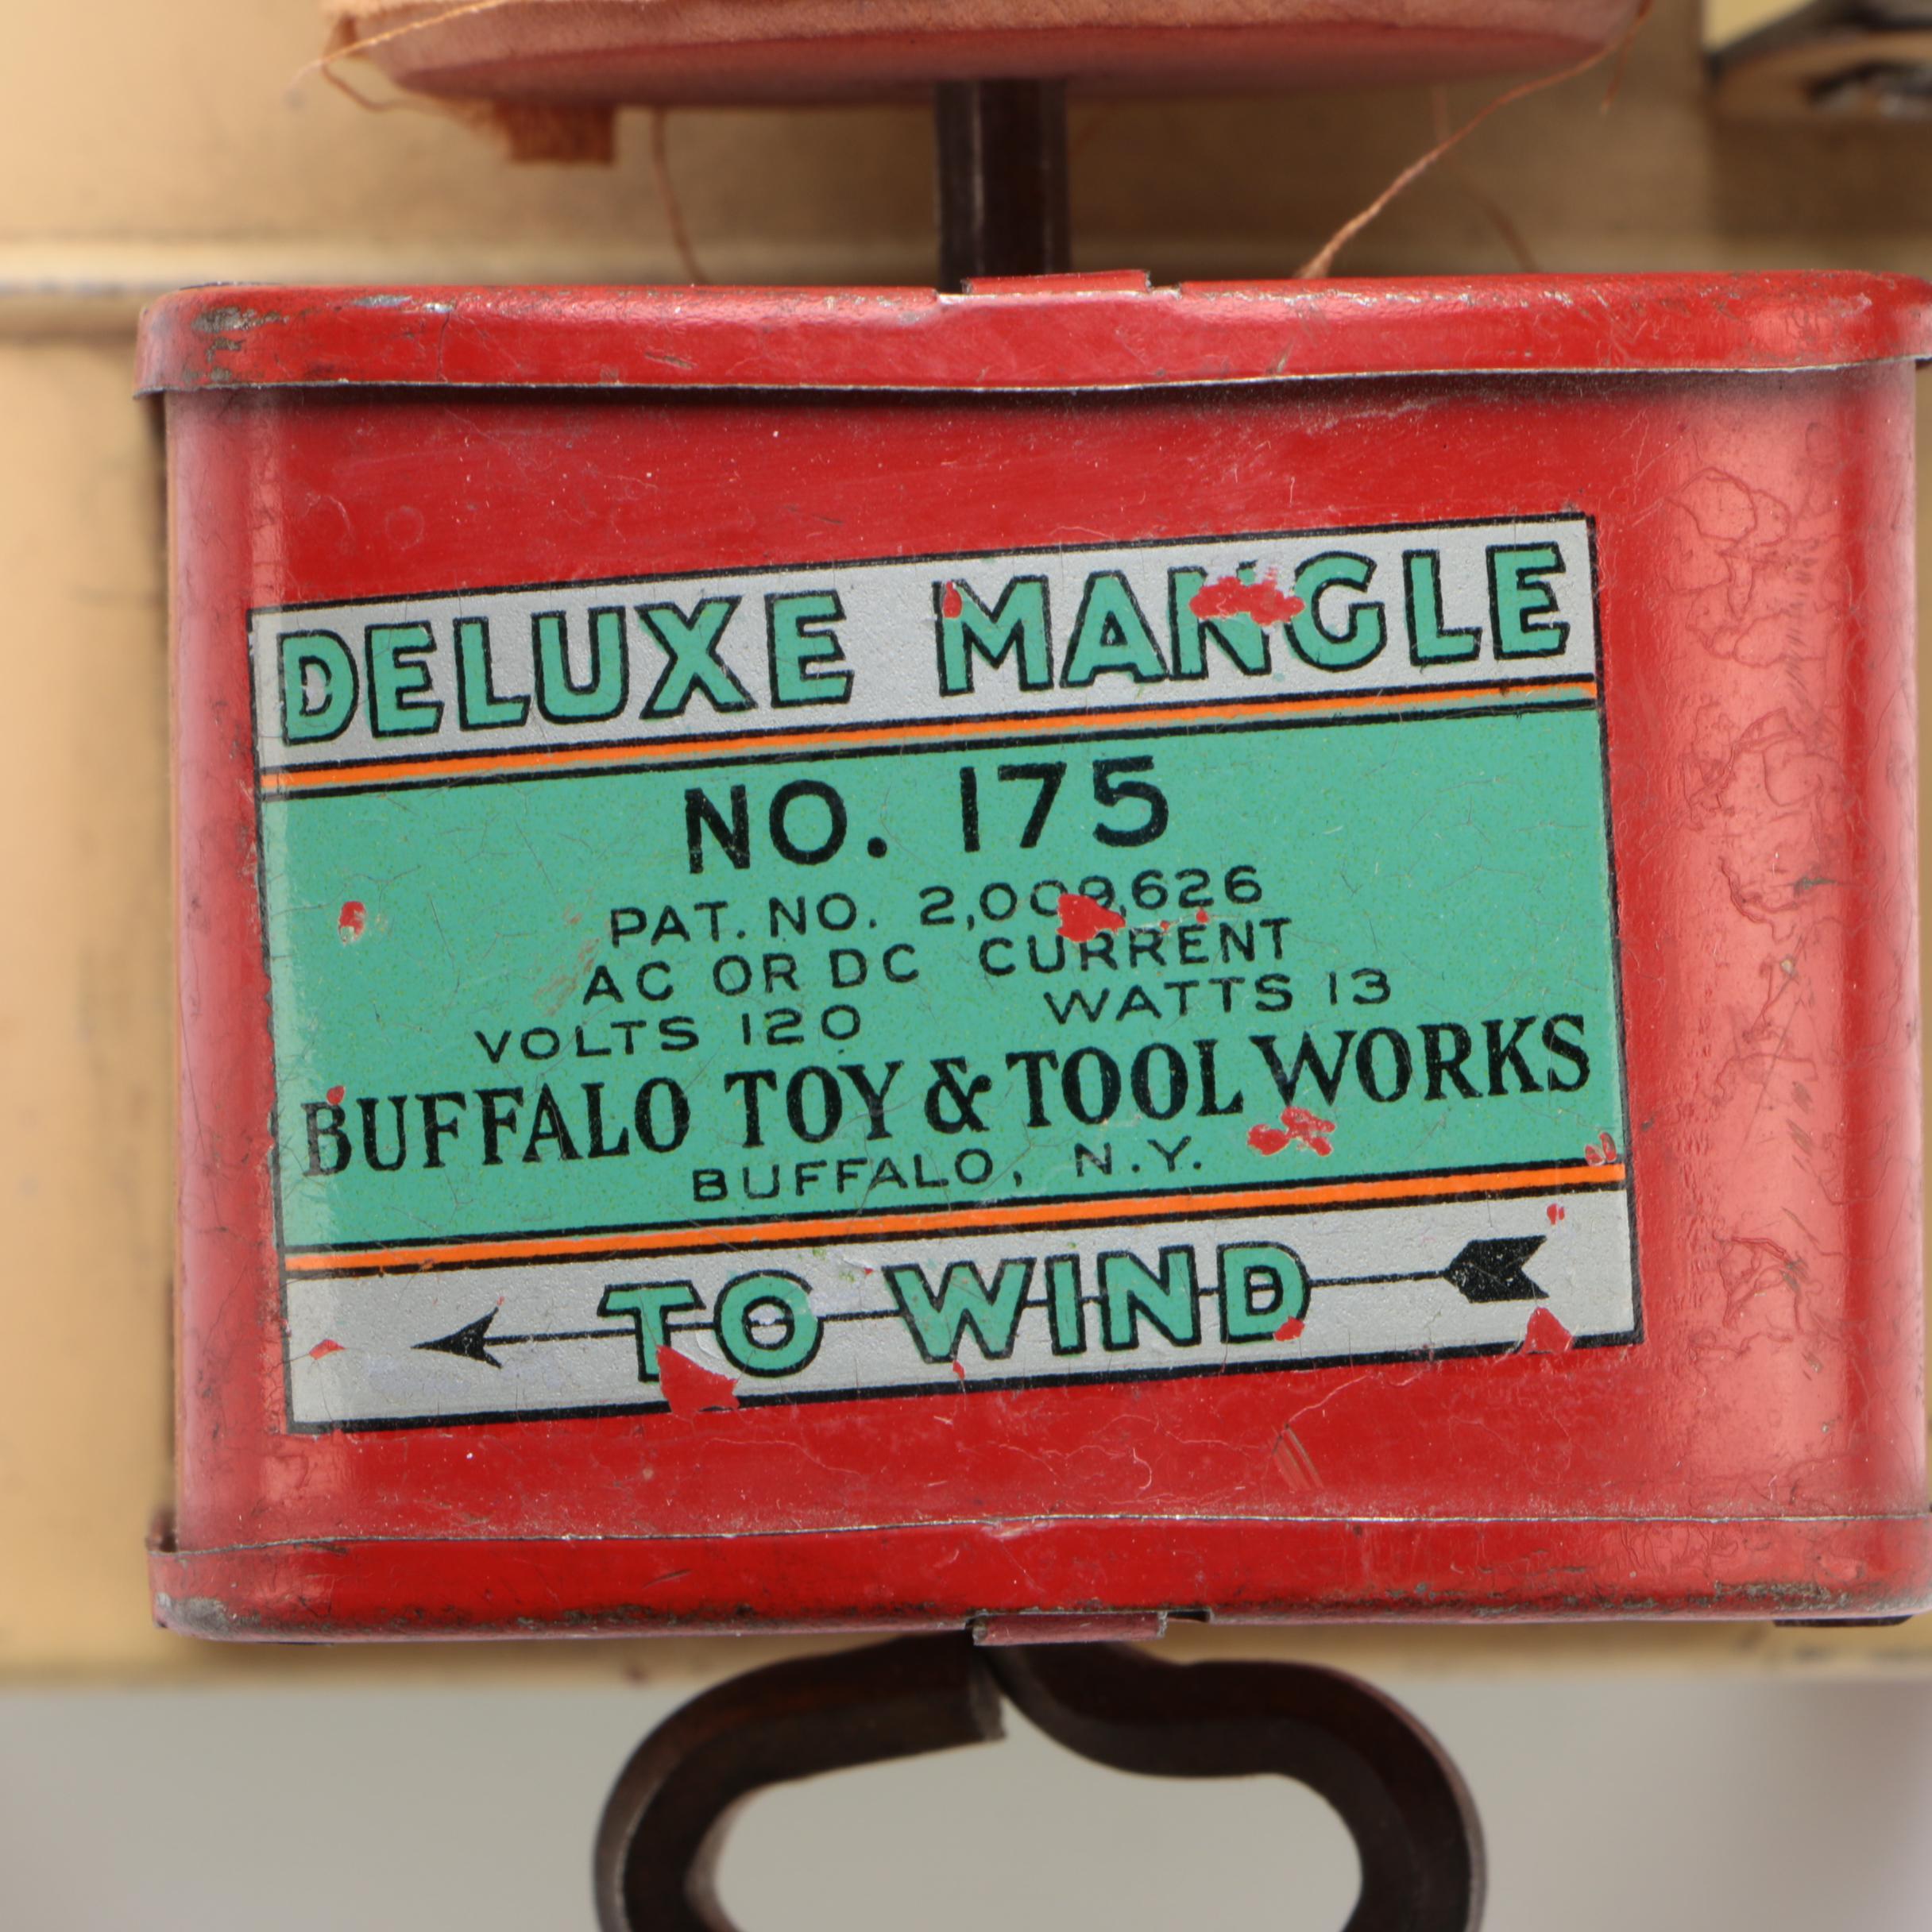 DELUXE MANGLE
NO. 175
PAT. NO. 2,009,626
AC OR DC CURRENT
VOLTS 120 WATTS 13
BUFFALO TOY & TOOL WORKS
BUFFALO, N.Y.
TO WIND